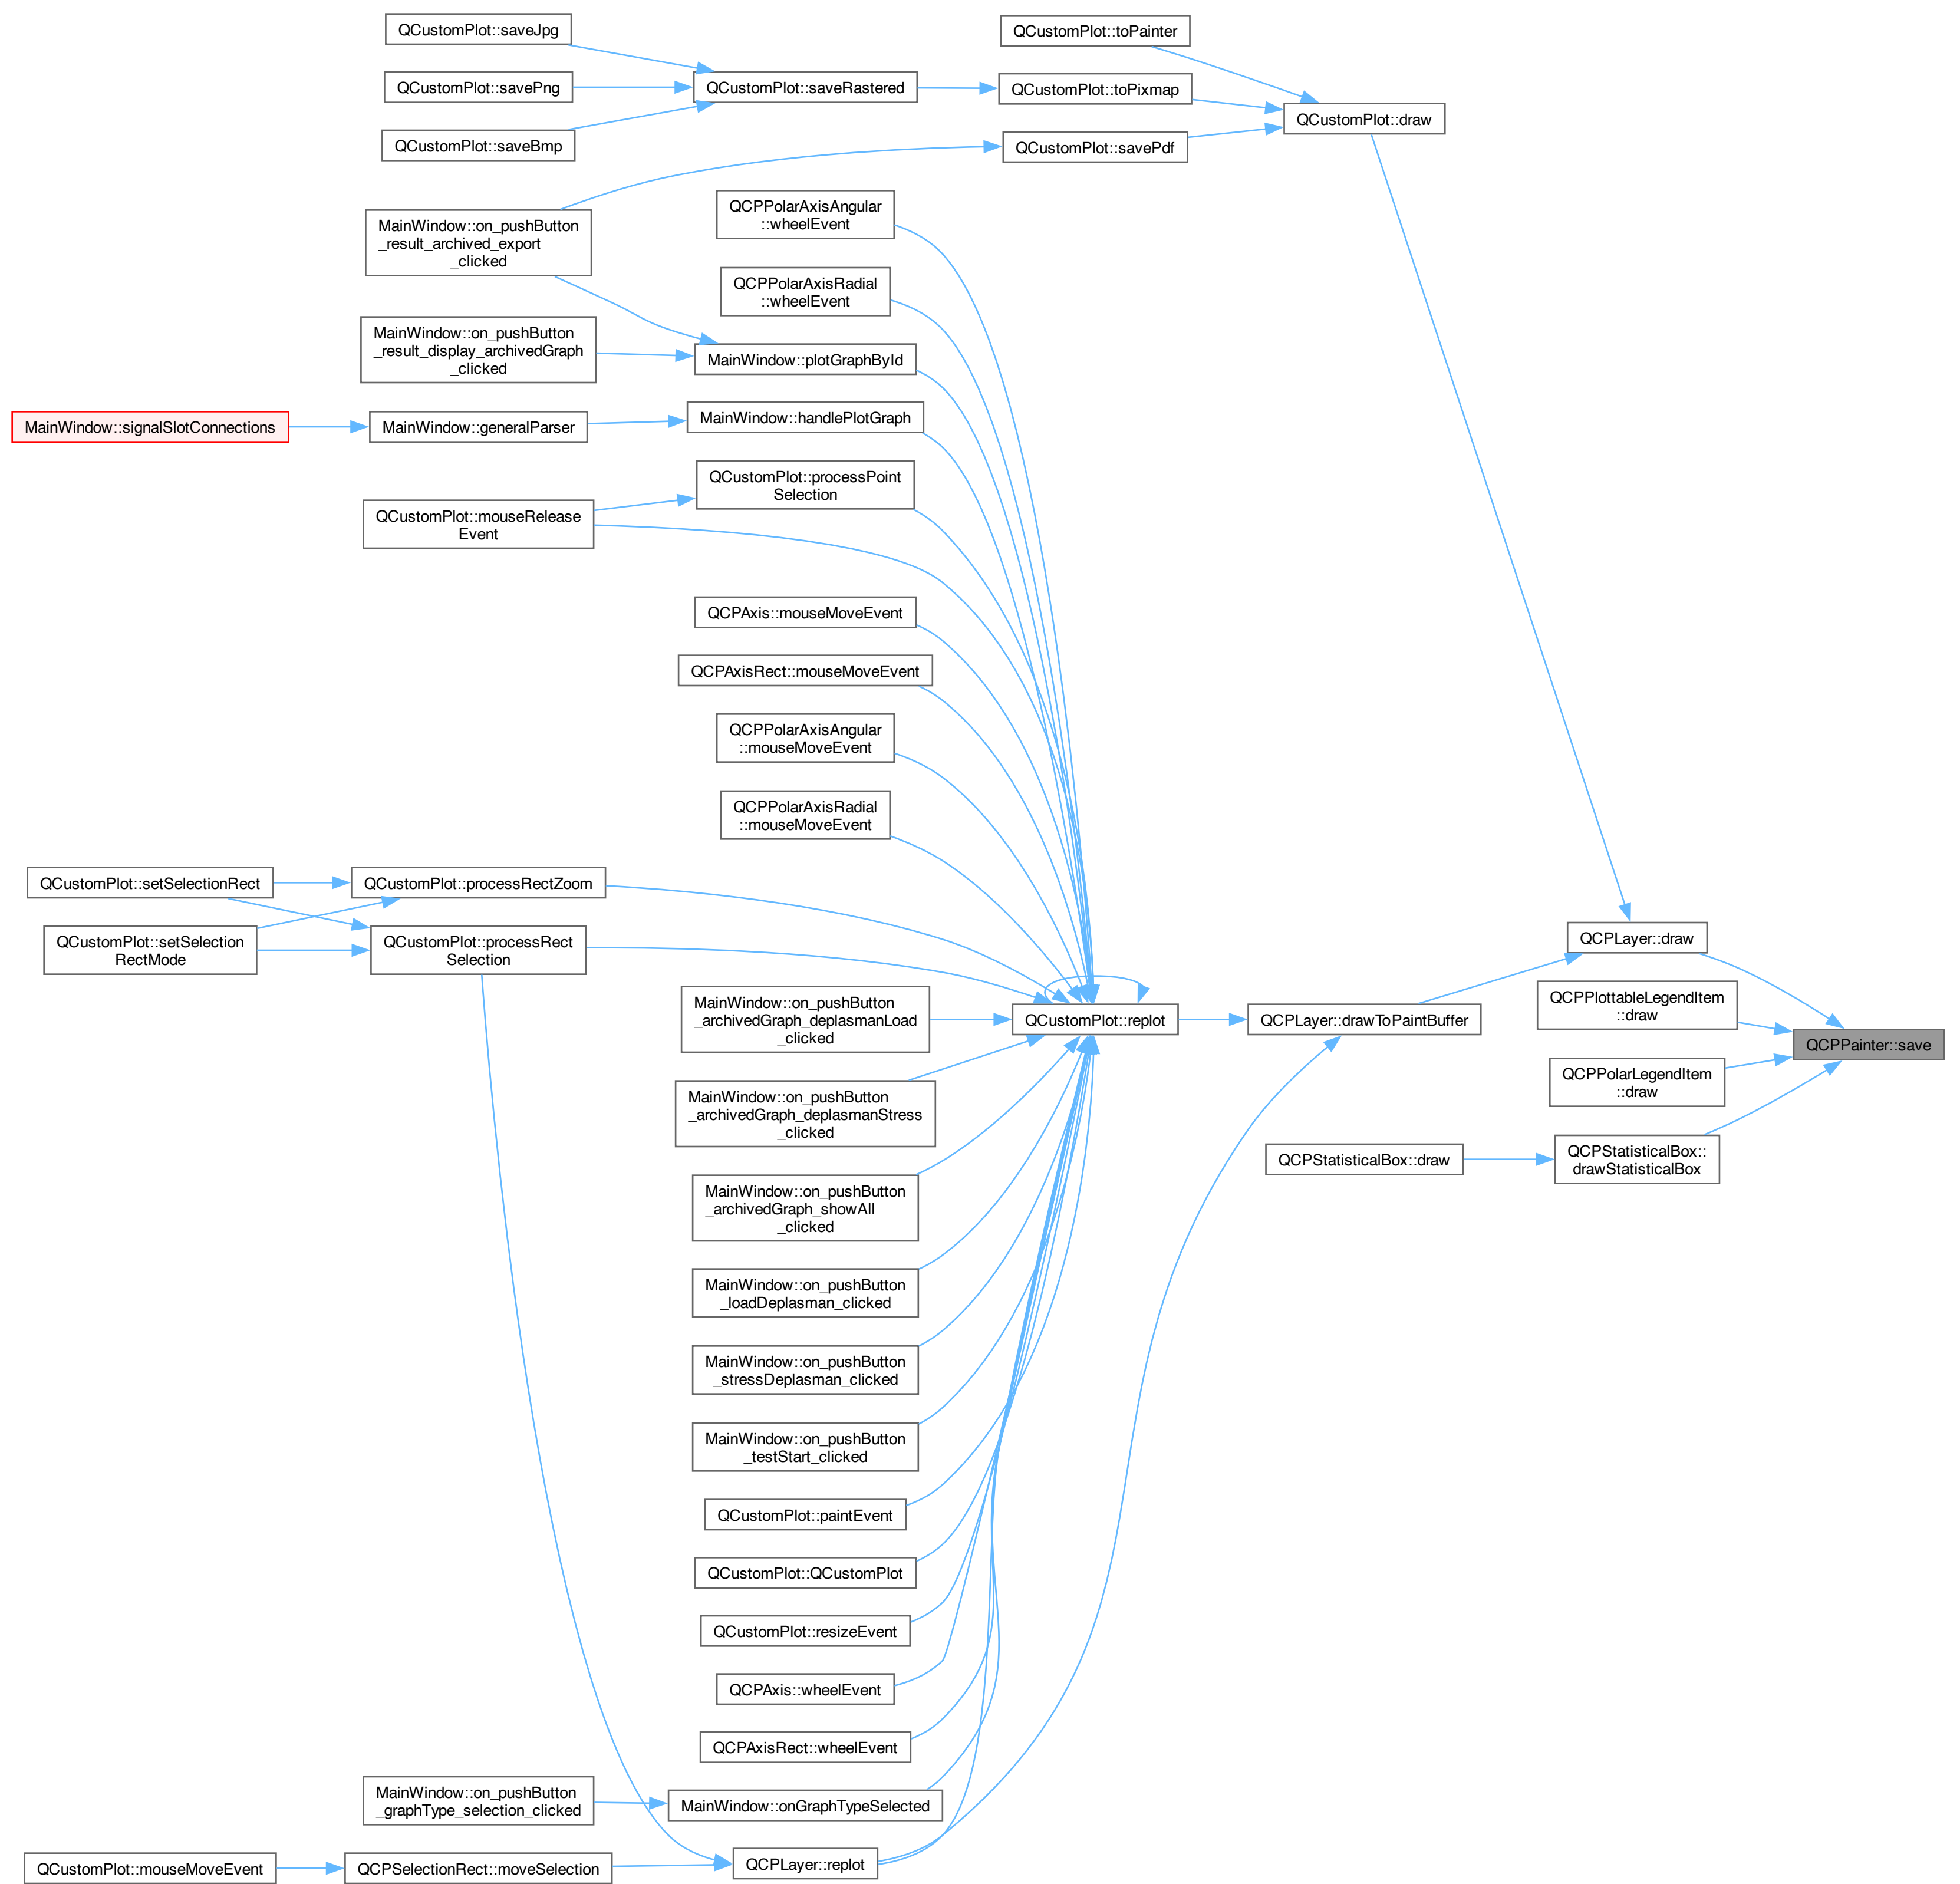 QCustomPlot::saveJpg
QCustomPlot::toPainter
QCustomPlot::savePng
QCustomPlot::saveRastered
QCustomPlot::toPixmap
QCustomPlot::draw
QCustomPlot::saveBmp
QCustomPlot::savePdf
QCPPolarAxisAngular
::wheelEvent
MainWindow::on_pushButton
_result_archived_export
_clicked
QCPPolarAxisRadial
::wheelEvent
MainWindow::on_pushButton
_result_display_archivedGraph
_clicked
MainWindow::plotGraphById
MainWindow::signalSlotConnections
MainWindow::generalParser
MainWindow::handlePlotGraph
QCustomPlot::processPoint
Selection
QCustomPlot::mouseRelease
Event
QCPAxis::mouseMoveEvent
QCPAxisRect::mouseMoveEvent
QCPPolarAxisAngular
::mouseMoveEvent
QCPPolarAxisRadial
::mouseMoveEvent
QCustomPlot::setSelectionRect
QCustomPlot::processRectZoom
QCustomPlot::setSelection
RectMode
QCustomPlot::processRect
Selection
QCPLayer::draw
MainWindow::on_pushButton
_archivedGraph_deplasmanLoad
_clicked
QCustomPlot::replot
QCPLayer::drawToPaintBuffer
QCPPlottableLegendItem
::draw
QCPPainter::save
QCPPolarLegendItem
::draw
MainWindow::on_pushButton
_archivedGraph_deplasmanStress
_clicked
QCPStatisticalBox::draw
QCPStatisticalBox::
drawStatisticalBox
MainWindow::on_pushButton
_archivedGraph_showAll
_clicked
MainWindow::on_pushButton
_loadDeplasman_clicked
MainWindow::on_pushButton
_stressDeplasman_clicked
MainWindow::on_pushButton
_testStart_clicked
QCustomPlot::paintEvent
QCustomPlot::QCustomPlot
QCustomPlot::resizeEvent
QCPAxis::wheelEvent
QCPAxisRect::wheelEvent
MainWindow::on_pushButton
_graphType_selection_clicked
MainWindow::onGraphTypeSelected
QCustomPlot::mouseMoveEvent
QCPSelectionRect::moveSelection
QCPLayer::replot